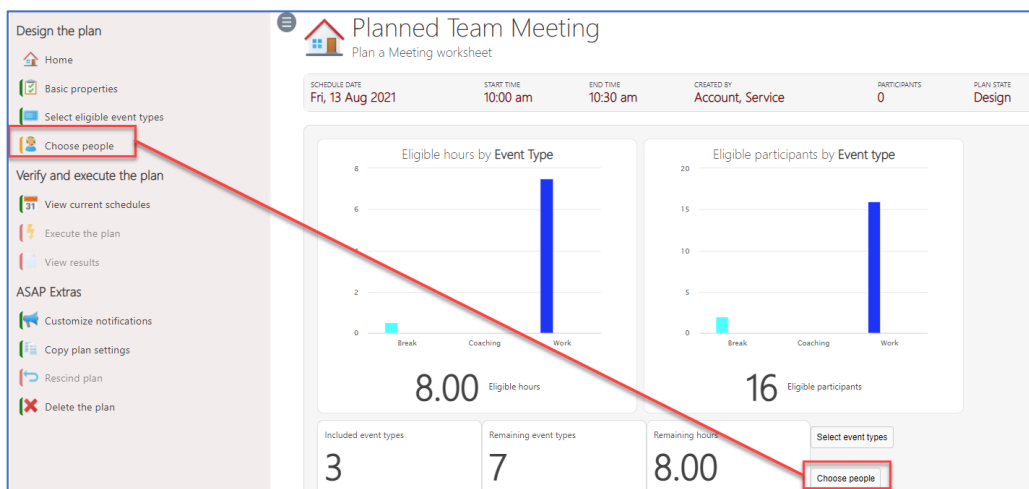 Design the plan
Home
Basic properties
Select eligible event types
Choose people
Verify and execute the plan
31 View current schedules
Execute the plan
View results
ASAP Extras
Customize notifications
Copy plan settings
Rescind plan
Delete the plan
Planned Team Meeting
Plan a Meeting worksheet
SCHEDULE DATE START TIME END TIME CREATED BY PARTICIPANTS PLAN STATE
Fri, 13 Aug 2021 10:00 am 10:30 am Account, Service 0 Design
Eligible hours by Event Type
8
6
2
0
Break Coaching Work
8.00 Eligible hours
Eligible participants by Event type
20
15
10
5
0
Break Coaching Work
16 Eligible participants
Included event types Remaining event types Remaining hours Select event types
3 7 8.00 Choose people